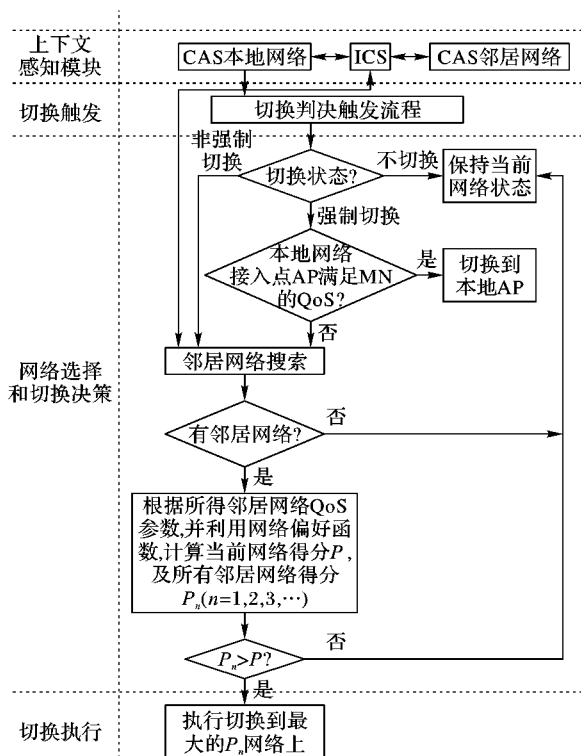 上下文
感知模块
CAS本地网络
ICS
CAS邻居网络
切换触发
切换判决触发流程
非强制
切换
切换状态?
不切换
保持当前
网络状态
强制切换
本地网络
接入点AP满足MN
的QoS?
是
切换到
本地AP
否
网络选择
和切换决策
邻居网络搜索
有邻居网络?
否
是
根据所得邻居网络QoS
参数,并利用网络偏好函
数,计算当前网络得分P,
及所有邻居网络得分
Pn(n=1,2,3,…)
Pn>P?
否
是
切换执行
执行切换到最
大的Pn网络上